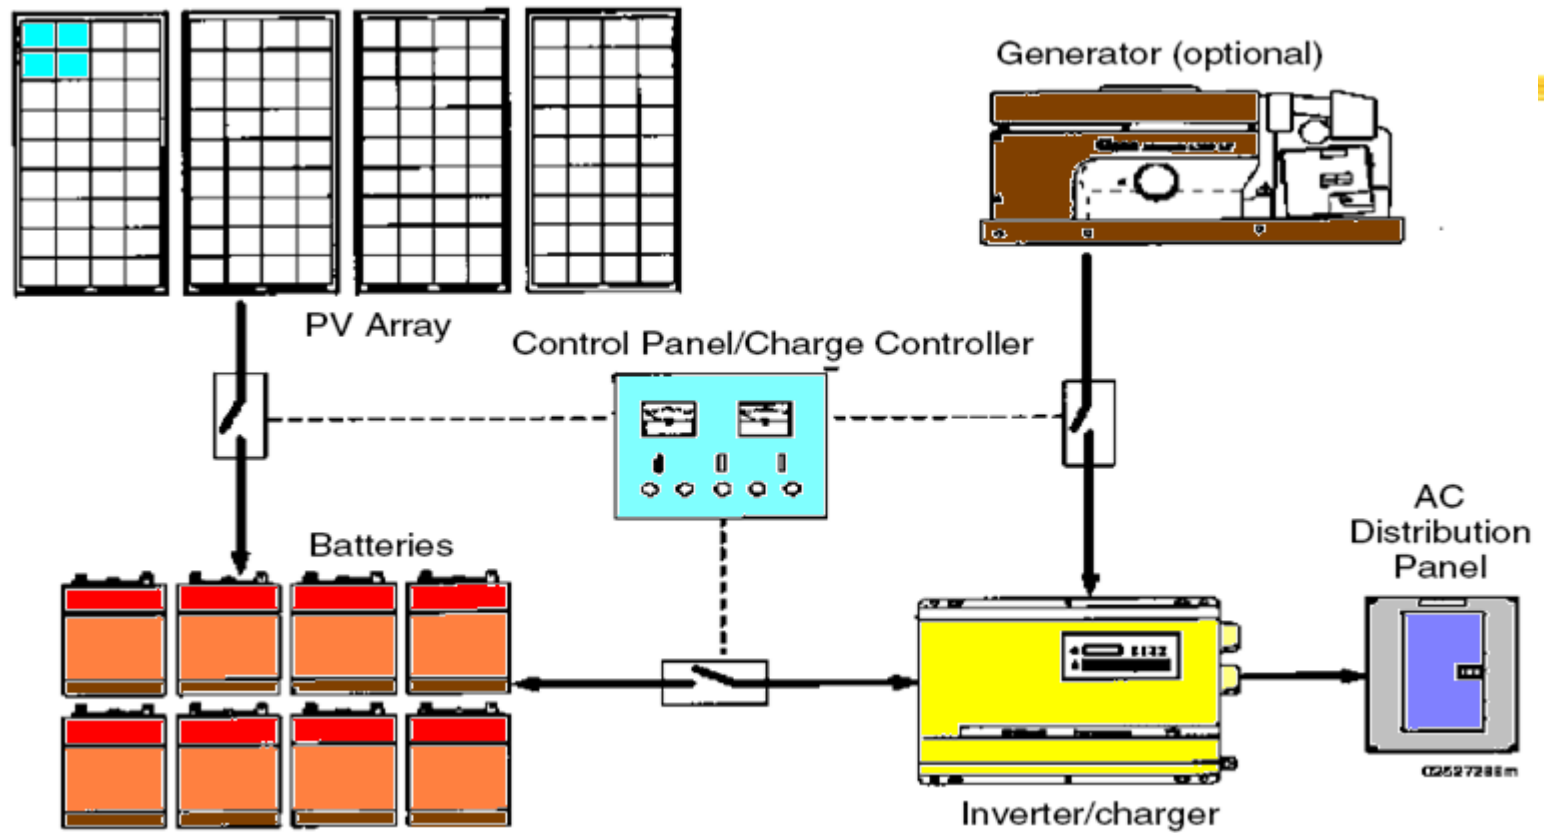 Generator (optional)
PV Array
Control Panel/Charge Controller
Batteries
AC
Distribution
Panel
Inverter/charger